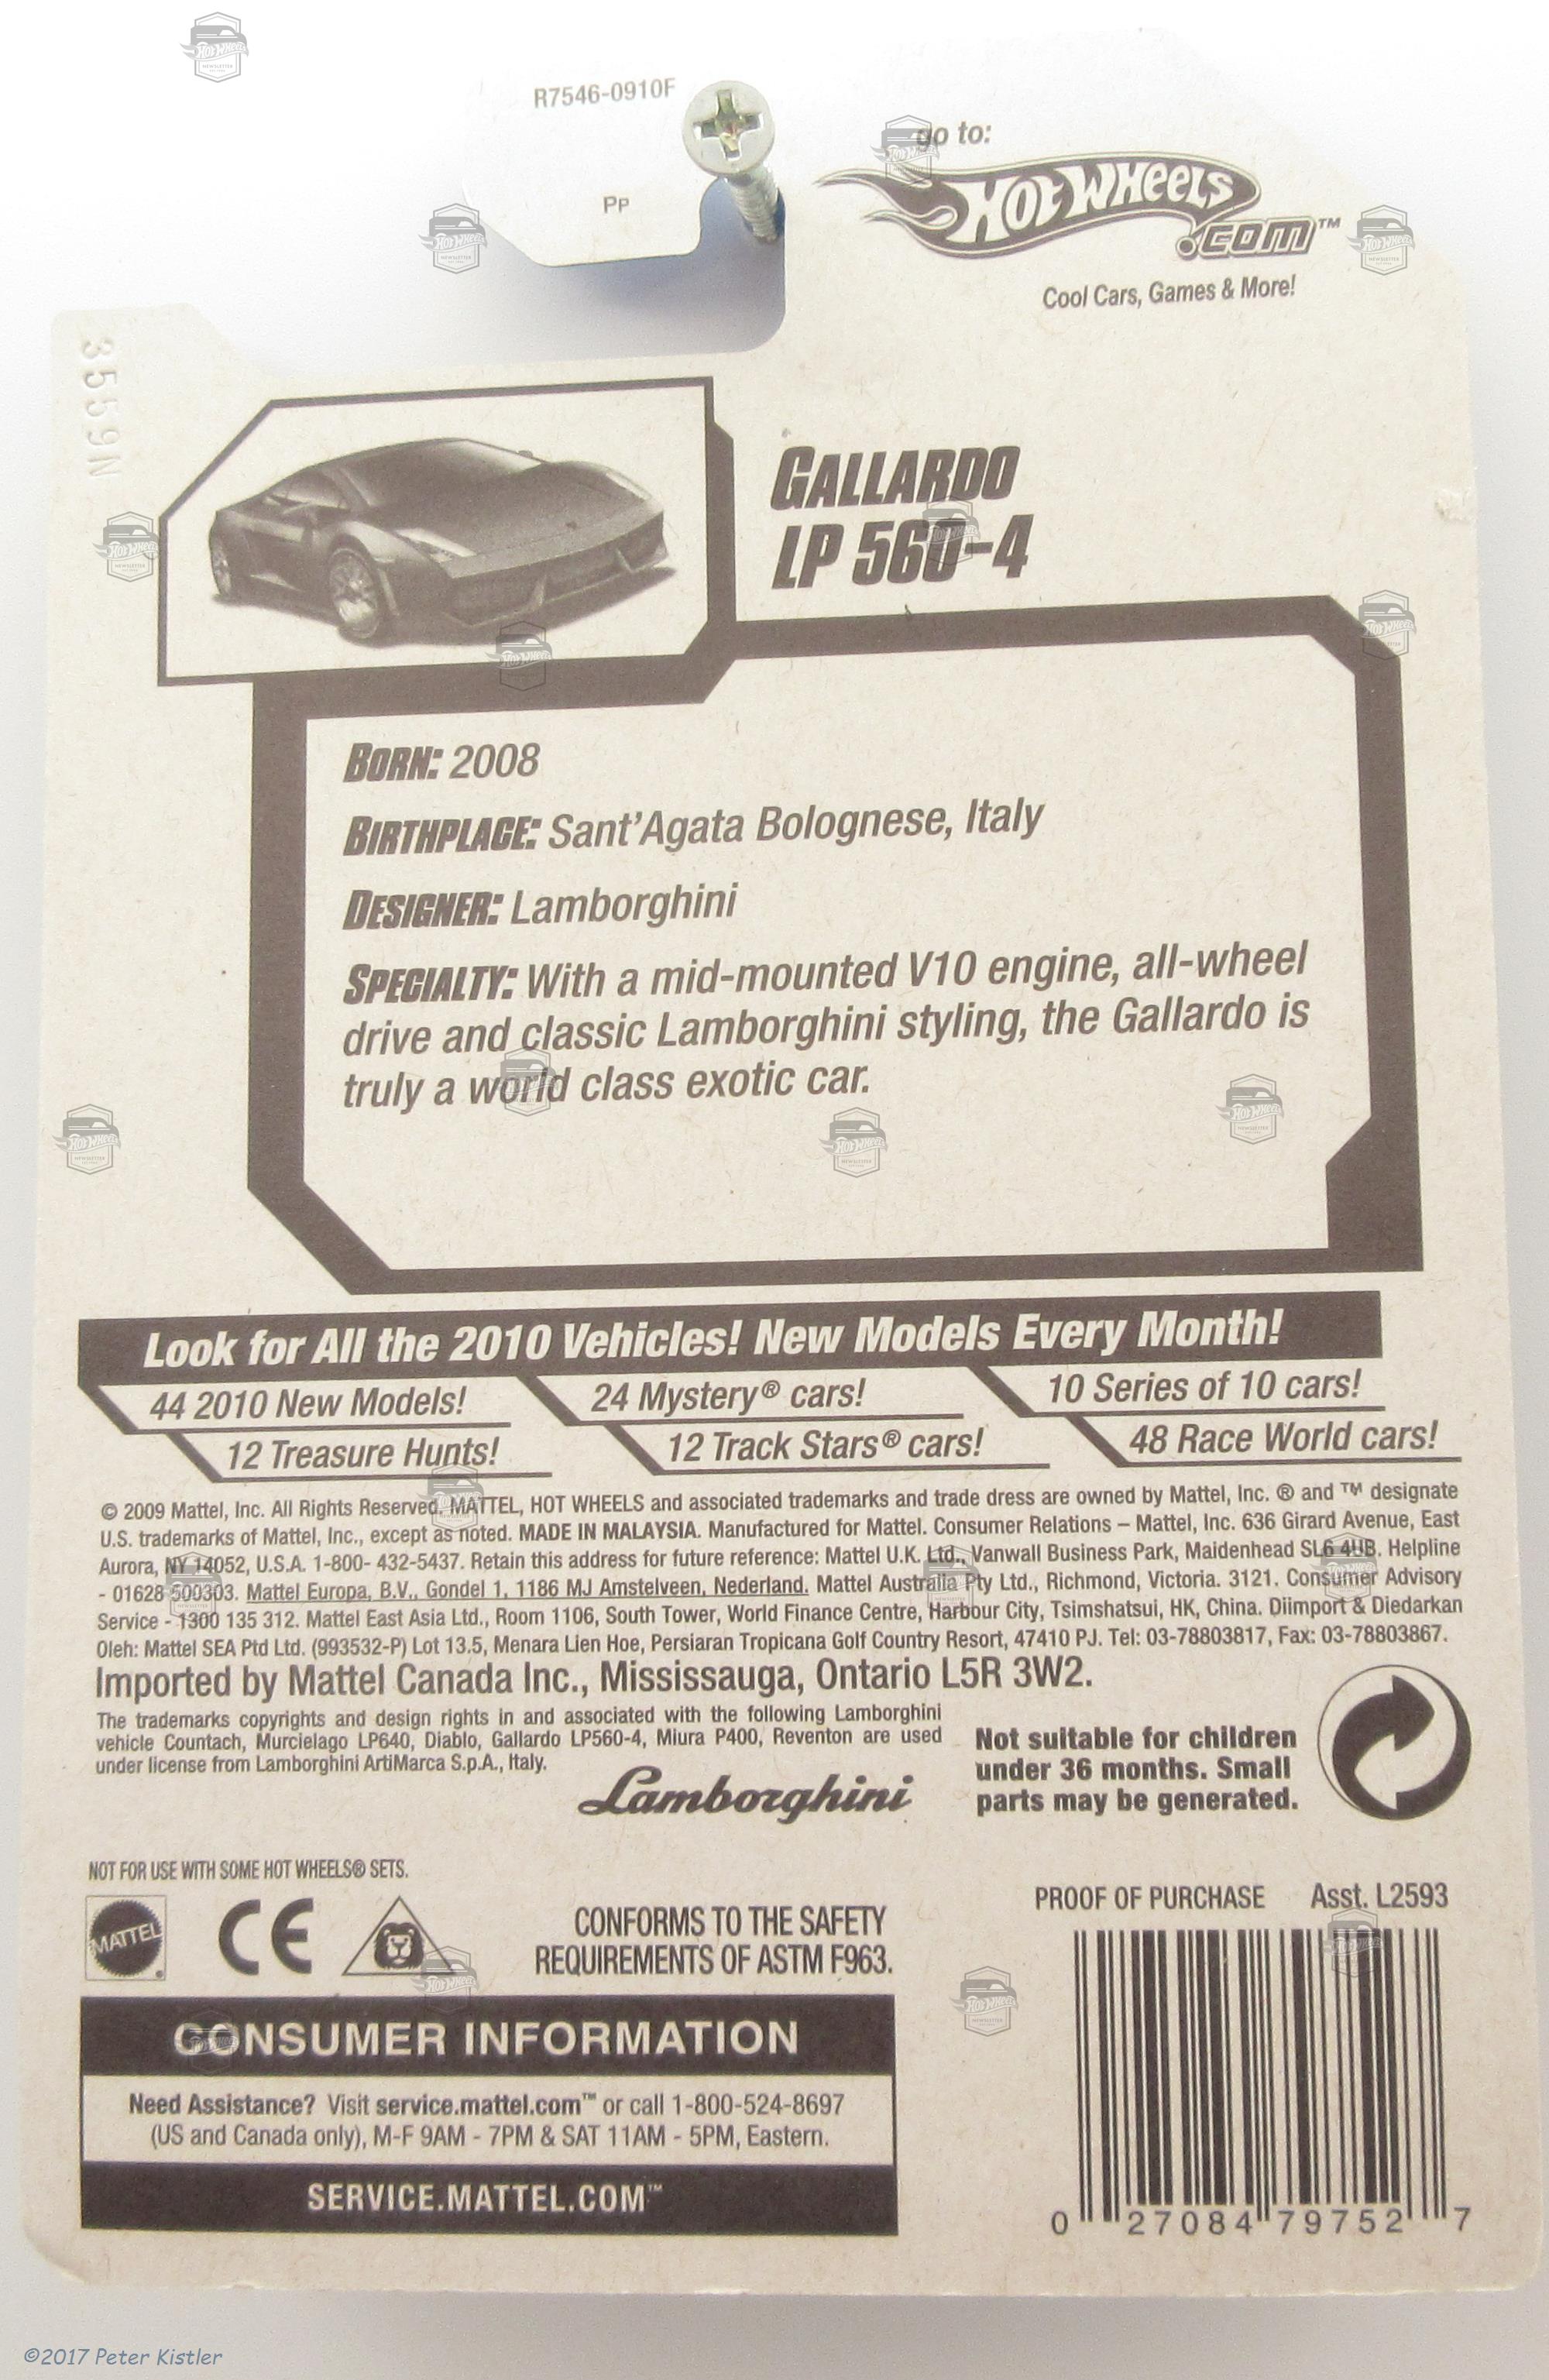 R7546-0910F
PP
go to:
HOT WHEELS
.COM™
Cool Cars, Games & More!
3559N
GALLARDO
LP 560-4
BORN: 2008
BIRTHPLACE: Sant'Agata Bolognese, Italy
DESIGNER: Lamborghini
SPECIALTY: With a mid-mounted V10 engine, all-wheel
drive and classic Lamborghini styling, the Gallardo is
truly a world class exotic car.
Look for All the 2010 Vehicles! New Models Every Month!
44 2010 New Models!
24 Mystery® cars!
10 Series of 10 cars!
12 Treasure Hunts!
12 Track Stars® cars!
48 Race World cars!
© 2009 Mattel, Inc. All Rights Reserved. MATTEL, HOT WHEELS and associated trademarks and trade dress are owned by Mattel, Inc. ® and ™ designate
U.S. trademarks of Mattel, Inc., except as noted. MADE IN MALAYSIA. Manufactured for Mattel. Consumer Relations – Mattel, Inc. 636 Girard Avenue, East
Aurora, NY 14052, U.S.A. 1-800- 432-5437. Retain this address for future reference: Mattel U.K. Ltd., Vanwall Business Park, Maidenhead SL6 4UB. Helpline
- 01628 500303. Mattel Europa, B.V., Gondel 1, 1186 MJ Amstelveen, Nederland. Mattel Australia Pty Ltd., Richmond, Victoria. 3121. Consumer Advisory
Service - 1300 135 312. Mattel East Asia Ltd., Room 1106, South Tower, World Finance Centre, Harbour City, Tsimshatsui, HK, China. Diimport & Diedarkan
Oleh: Mattel SEA Ptd Ltd. (993532-P) Lot 13.5, Menara Lien Hoe, Persiaran Tropicana Golf Country Resort, 47410 PJ. Tel: 03-78803817, Fax: 03-78803867.
Imported by Mattel Canada Inc., Mississauga, Ontario L5R 3W2.
The trademarks copyrights and design rights in and associated with the following Lamborghini
vehicle Countach, Murcielago LP640, Diablo, Gallardo LP560-4, Miura P400, Reventon are used
under license from Lamborghini ArtiMarca S.p.A., Italy.
Lamborghini
Not suitable for children
under 36 months. Small
parts may be generated.
NOT FOR USE WITH SOME HOT WHEELS® SETS.
MATTEL
CE
CONFORMS TO THE SAFETY
REQUIREMENTS OF ASTM F963.
PROOF OF PURCHASE Asst. L2593
CONSUMER INFORMATION
Need Assistance? Visit service.mattel.com™ or call 1-800-524-8697
(US and Canada only), M-F 9AM - 7PM & SAT 11AM - 5PM, Eastern.
SERVICE.MATTEL.COM™
0 27084 79752 7
©2017 Peter Kistler